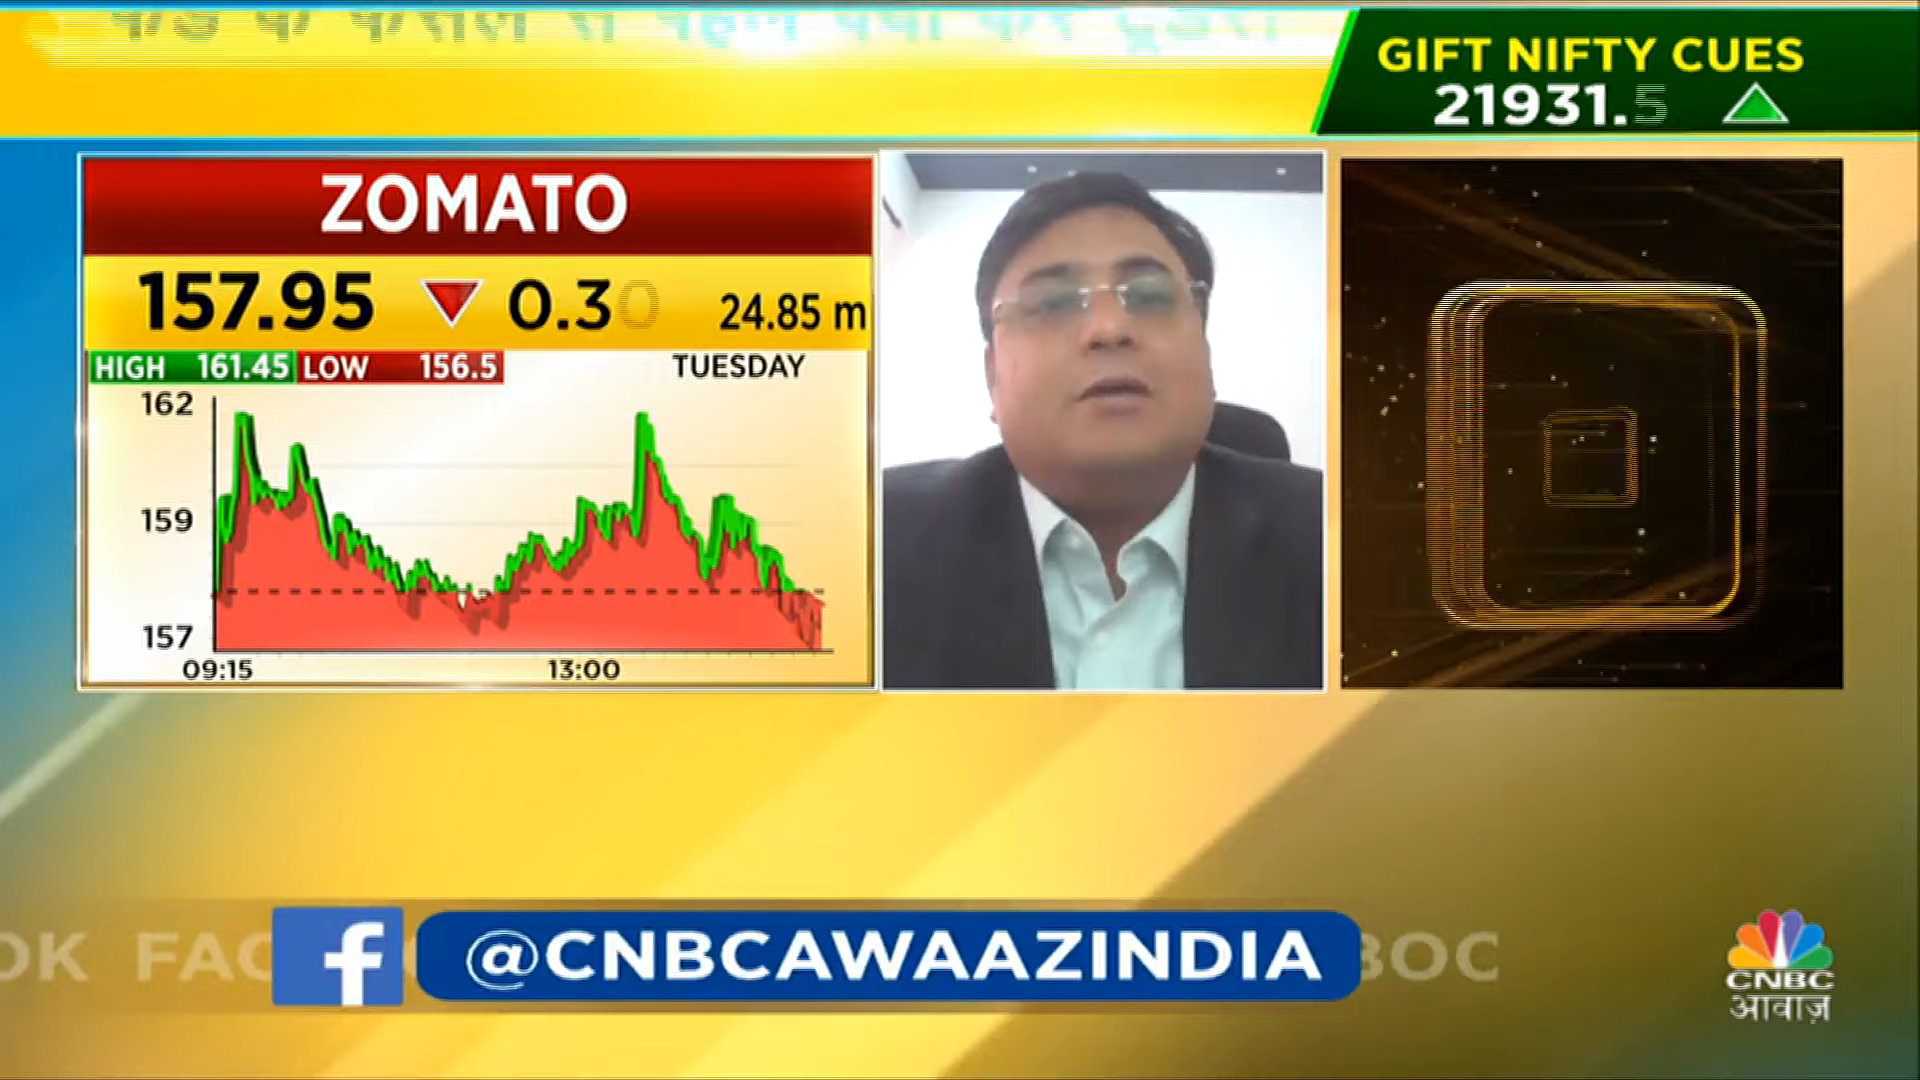 GIFT NIFTY CUES
21931.5
ZOMATO
157.95 0.30 24.85 m
HIGH 161.45 LOW 156.5 TUESDAY
162
159
157
09:15 13:00
@CNBCAWAAZINDIA
CNBC
आवाज़